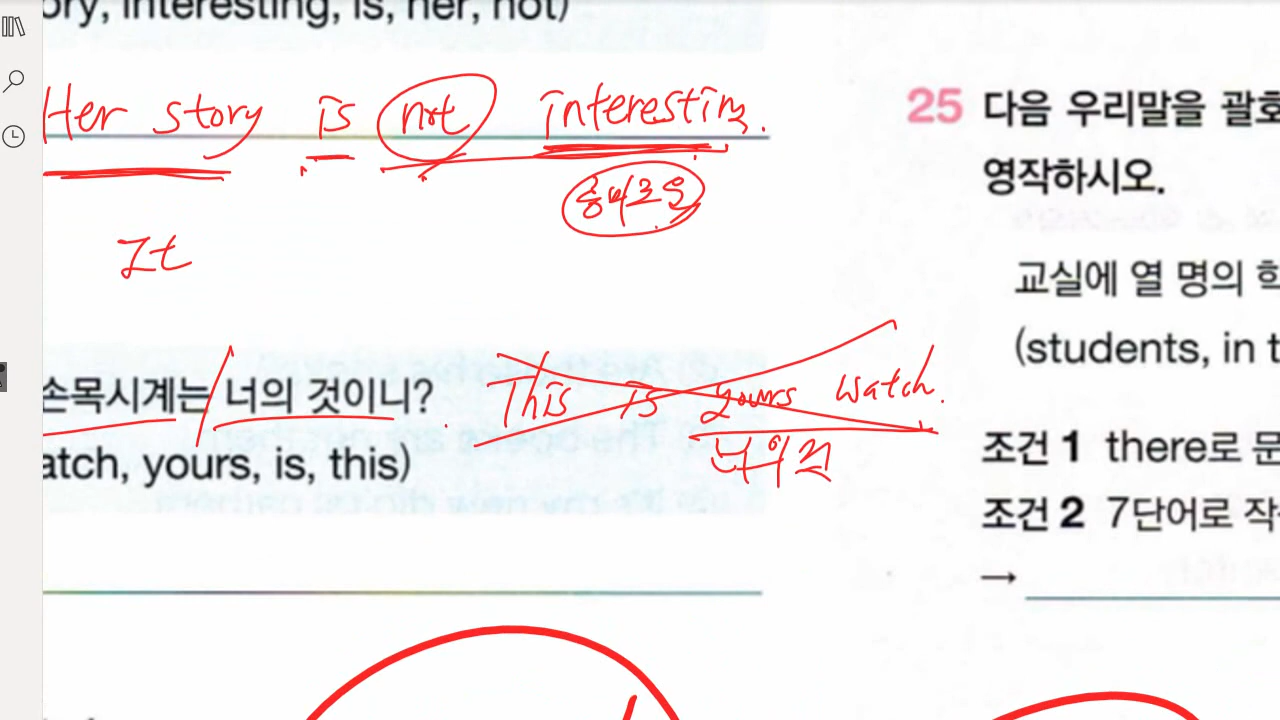 ory, interesting, is, her, not)
Her story is not interesting.
흥미로운
It
손목시계는 너의 것이니?
This is yours watch.
너의 것
atch, yours, is, this)
25 다음 우리말을 괄호
영작하시오.
교실에 열 명의 학
(students, in t
조건 1 there로 문
조건 2 7단어로 작
→